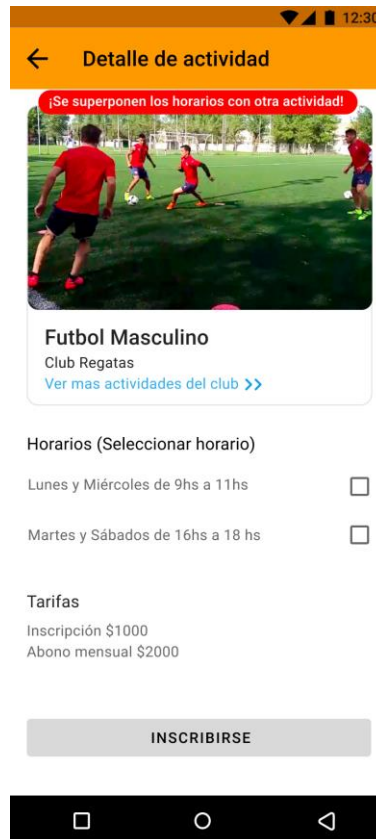 12:30
Detalle de actividad
¡Se superponen los horarios con otra actividad!
Futbol Masculino
Club Regatas
Ver mas actividades del club >>
Horarios (Seleccionar horario)
Lunes y Miércoles de 9hs a 11hs
Martes y Sábados de 16hs a 18 hs
Tarifas
Inscripción $1000
Abono mensual $2000
INSCRIBIRSE